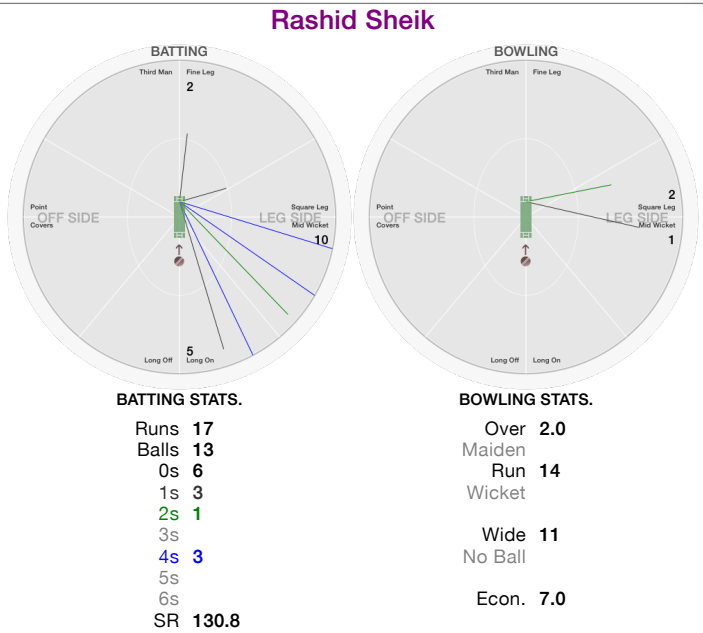 Rashid Sheik
BATTING
Third Man Fine Leg
2
Point
Covers
OFF SIDE
LEG SIDE
Square Leg
Mid Wicket
10
5
Long Off Long On
BATTING STATS.
Runs 17
Balls 13
0s 6
1s 3
2s 1
3s
4s 3
5s
6s
SR 130.8
BOWLING
Third Man Fine Leg
Point
Covers
OFF SIDE
LEG SIDE
2
Square Leg
Mid Wicket
1
Long Off Long On
BOWLING STATS.
Over 2.0
Maiden
Run 14
Wicket
Wide 11
No Ball
Econ. 7.0